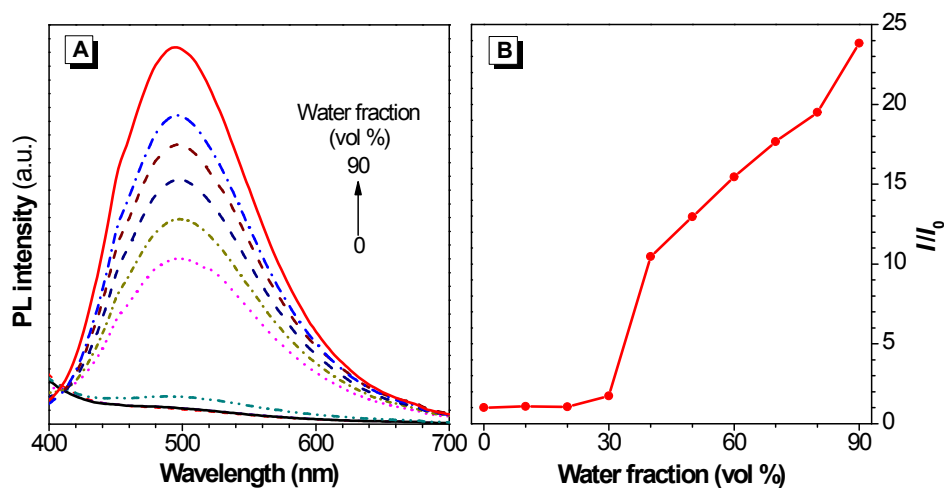 A
Water fraction
(vol %)
90
0
PL intensity (a.u.)
400 500 600 700
Wavelength (nm)
B
25
20
15
10
5
0
I/I0
0 30 60 90
Water fraction (vol %)